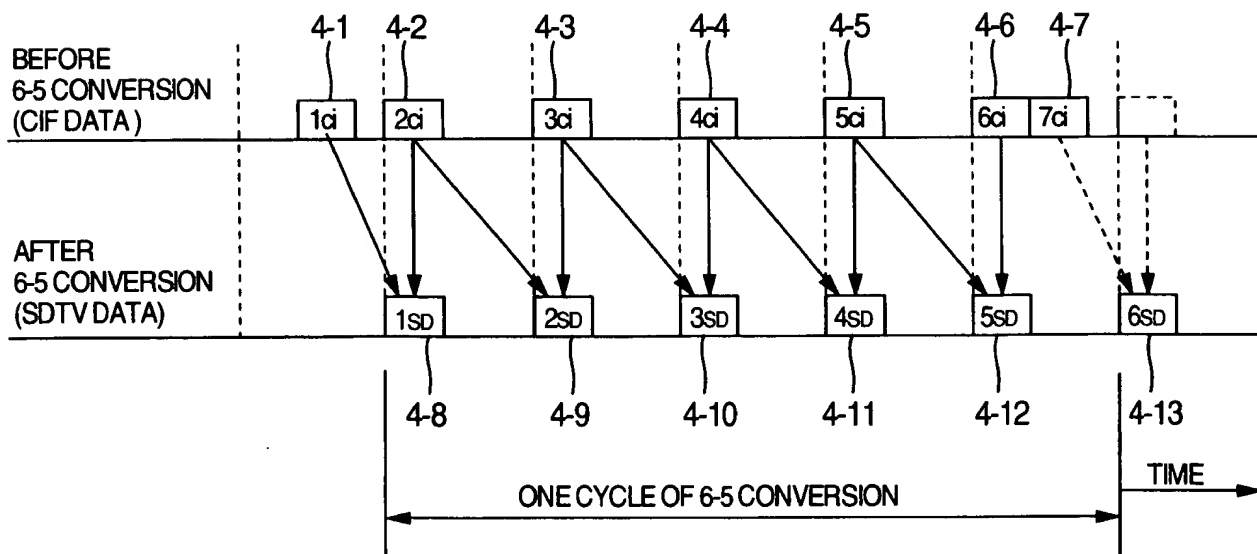 4-1 4-2 4-3 4-4 4-5 4-6 4-7
BEFORE
6-5 CONVERSION
(CIF DATA)
1ci 2ci 3ci 4ci 5ci 6ci 7ci
AFTER
6-5 CONVERSION
(SDTV DATA)
1SD 2SD 3SD 4SD 5SD 6SD
4-8 4-9 4-10 4-11 4-12 4-13
ONE CYCLE OF 6-5 CONVERSION
TIME